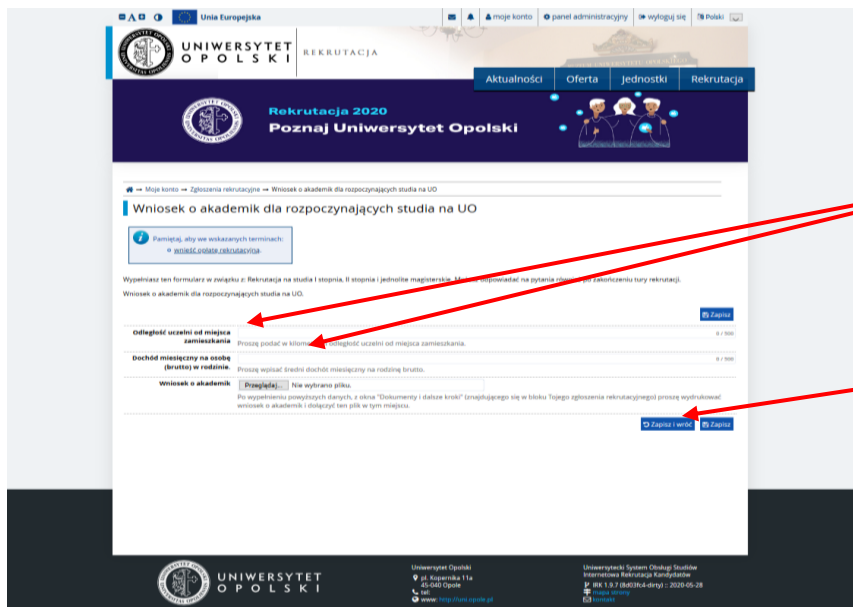 A Unia Europejska moje konto panel administracyjny wyloguj się Polski
UNIWERSYTET
OPOLSKI
REKRUTACJA
Aktualności Oferta Jednostki Rekrutacja
Rekrutacja 2020
Poznaj Uniwersytet Opolski
→ Moje konto → Zgłoszenia rekrutacyjne → Wniosek o akademik dla rozpoczynających studia na UO
Wniosek o akademik dla rozpoczynających studia na UO
Pamiętaj, aby we wskazanych terminach:
wnieść opłatę rekrutacyjną.
Wypełniasz ten formularz w związku z: Rekrutacja na studia I stopnia, II stopnia i jednolite magisterskie. odpowiadać na pytania po zakończeniu tury rekrutacji.
Wniosek o akademik dla rozpoczynających studia na UO.
Zapisz
Odległość uczelni od miejsca
zamieszkania
0 / 500
Proszę podać w odległość uczelni od miejsca zamieszkania.
Dochód miesięczny na osobę
(brutto) w rodzinie.
0 / 500
Proszę wpisać średni dochód miesięczny na rodzinę brutto.
Wniosek o akademik Przeglądaj... Nie wybrano pliku.
Po wypełnieniu powyższych danych, z okna "Dokumenty i dalsze kroki" (znajdującego się w bloku Tojego zgłoszenia rekrutacyjnego) proszę wydrukować
wniosek o akademik i dołączyć ten plik w tym miejscu.
Zapisz i wróć Zapisz
UNIWERSYTET
OPOLSKI
Uniwersytet Opolski
pl. Kopernika 11a
45-040 Opole
tel:
www: http://uni.opole.pl
Uniwersytecki System Obsługi Studiów
Internetowa Rekrutacja Kandydatów
IRK 1.9.7 (8d03fc4-dirty) :: 2020-05-28
mapa strony
kontakt